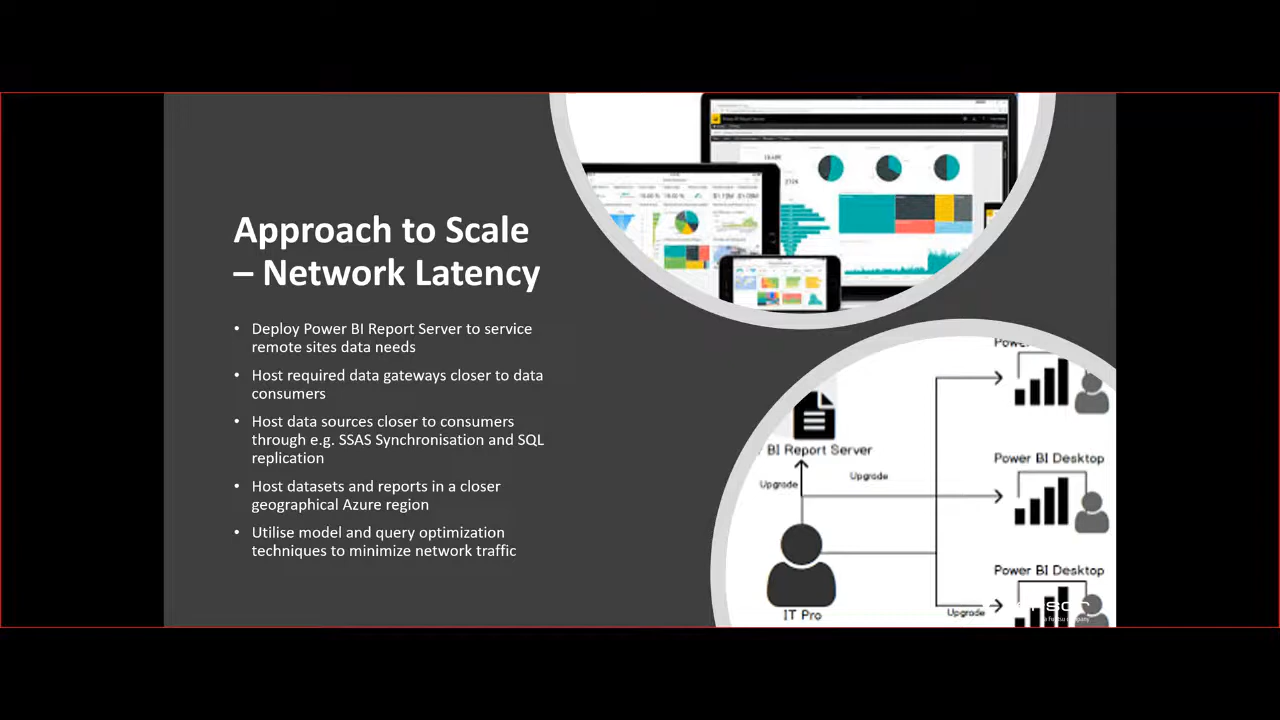 Approach to Scale
– Network Latency
• Deploy Power BI Report Server to service
remote sites data needs
• Host required data gateways closer to data
consumers
• Host data sources closer to consumers
through e.g. SSAS Synchronisation and SQL
replication
• Host datasets and reports in a closer
geographical Azure region
• Utilise model and query optimization
techniques to minimize network traffic
BI Report Server
Upgrade
Upgrade
IT Pro
Power BI Desktop
Power BI Desktop
Upgrade
a Fujitsu company